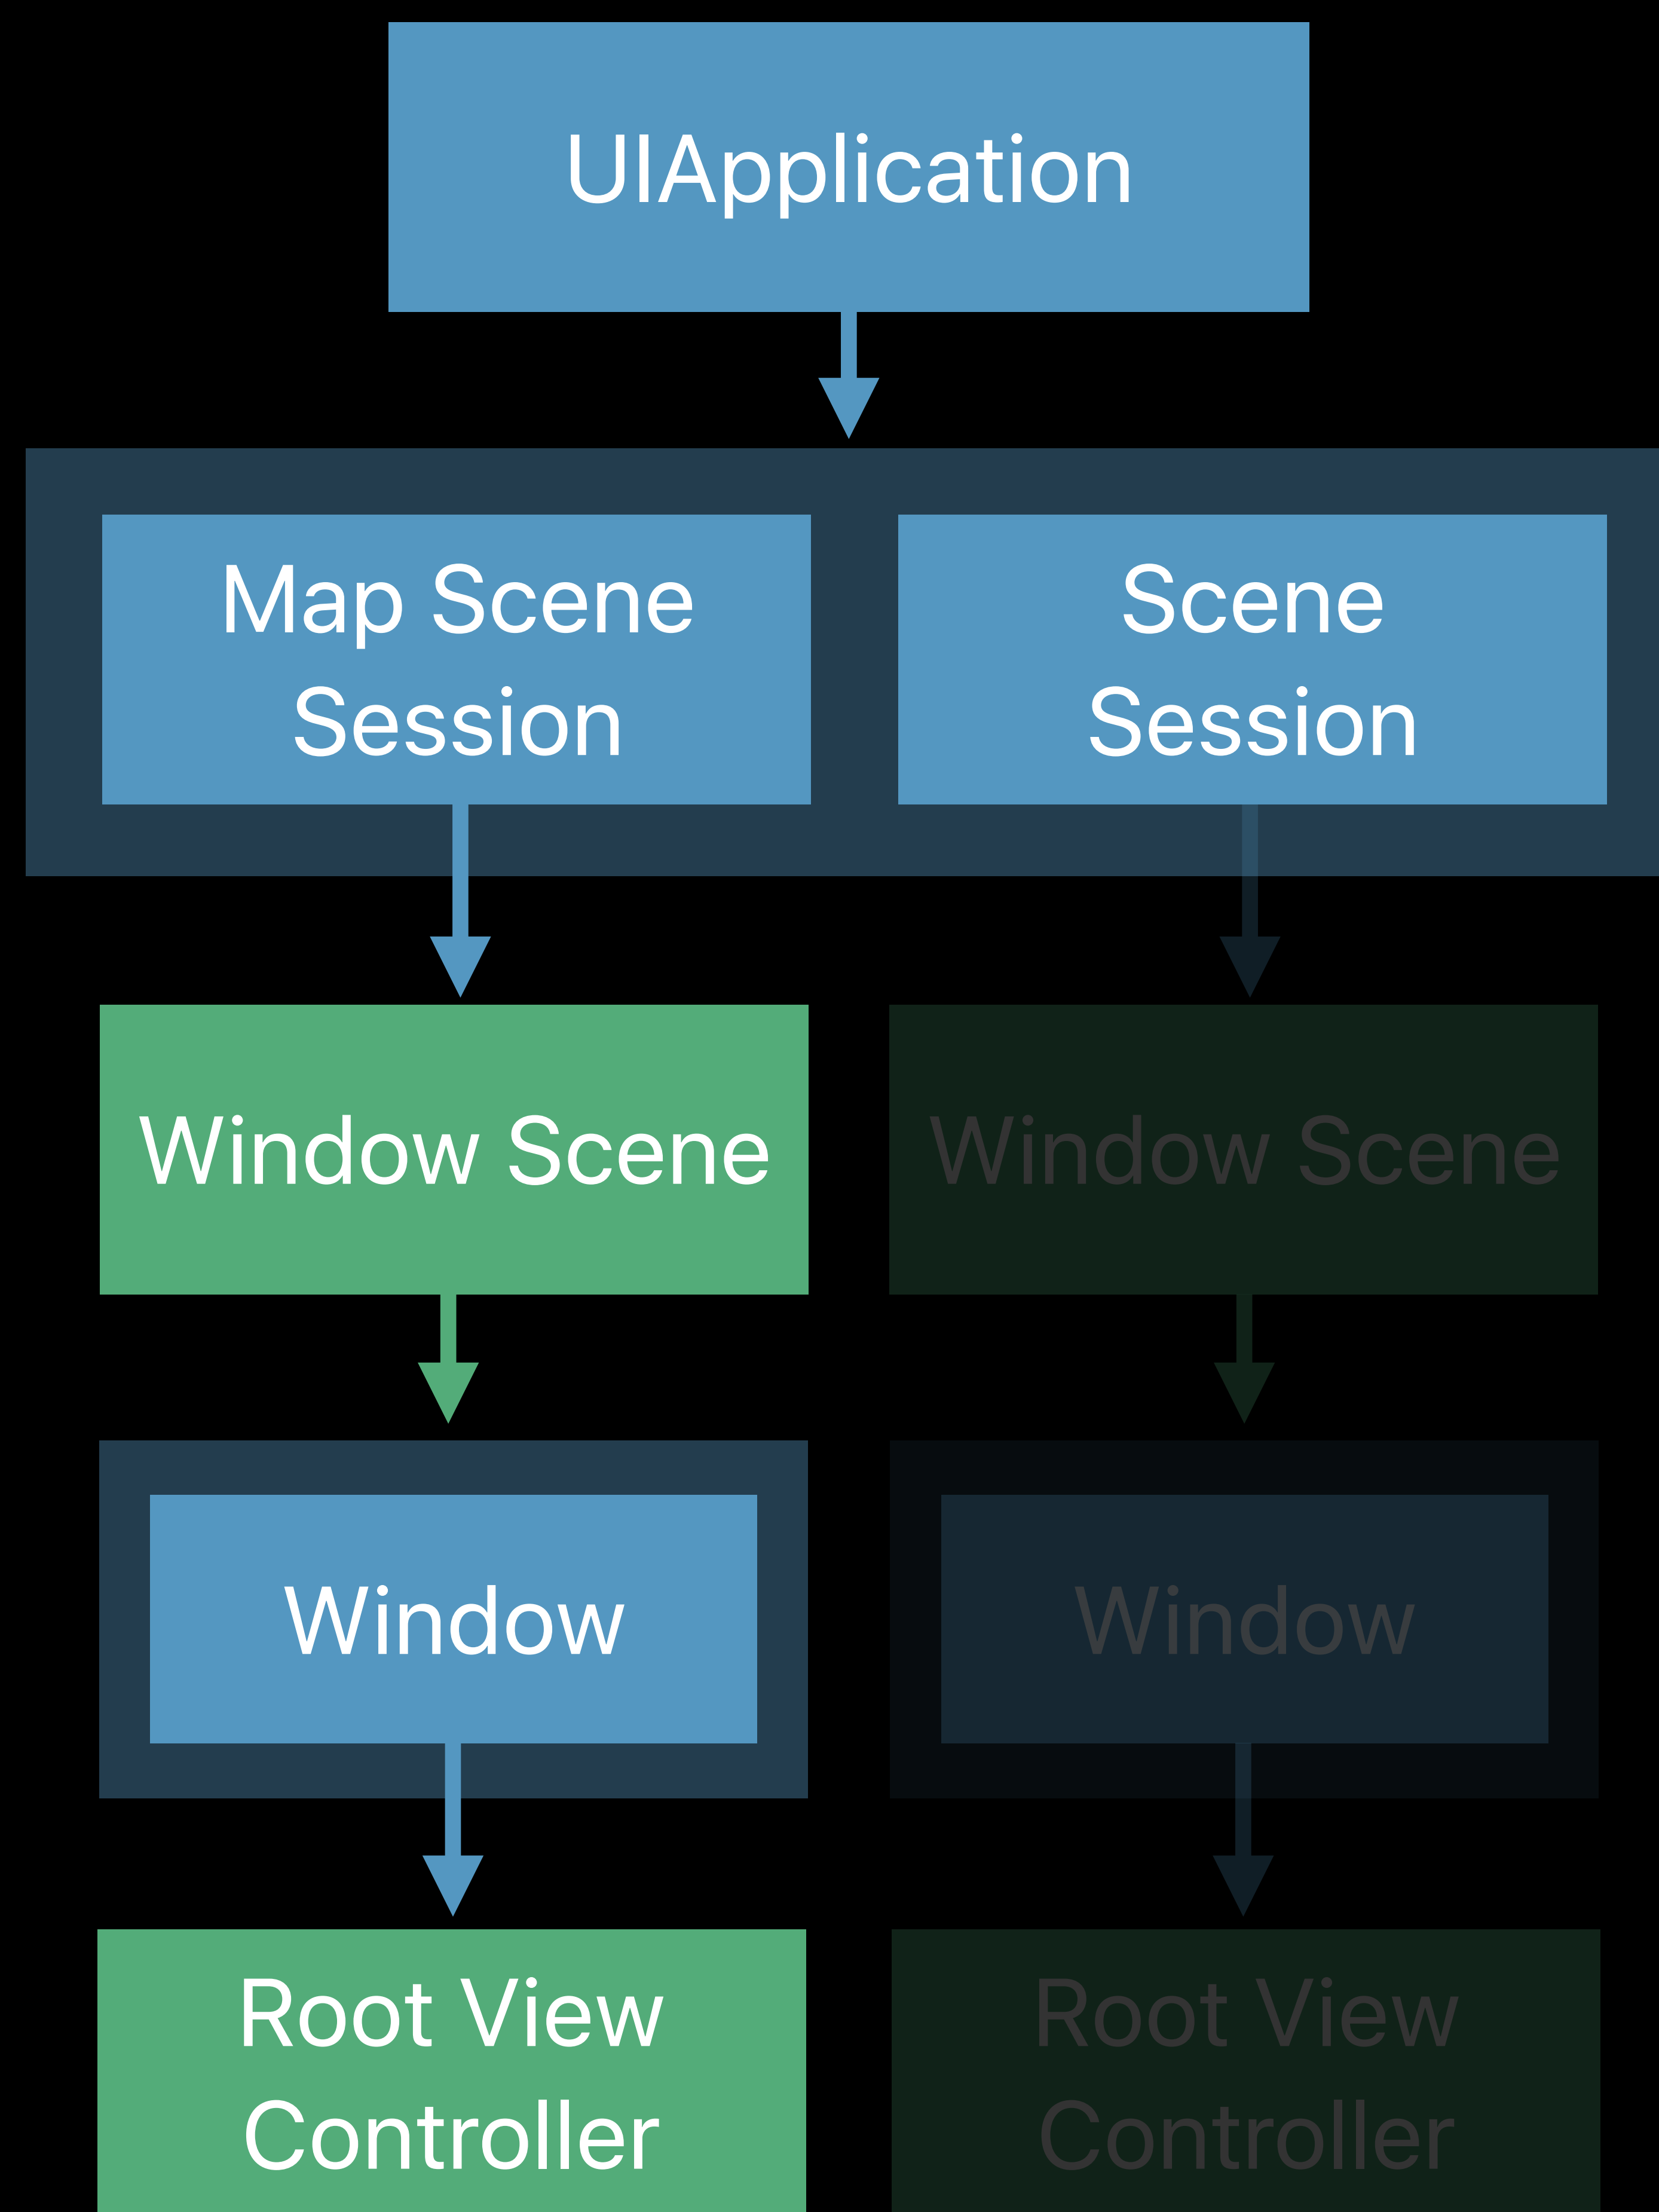 UIApplication
Map Scene
Session
Scene
Session
Window Scene
Window Scene
Window
Window
Root View
Controller
Root View
Controller